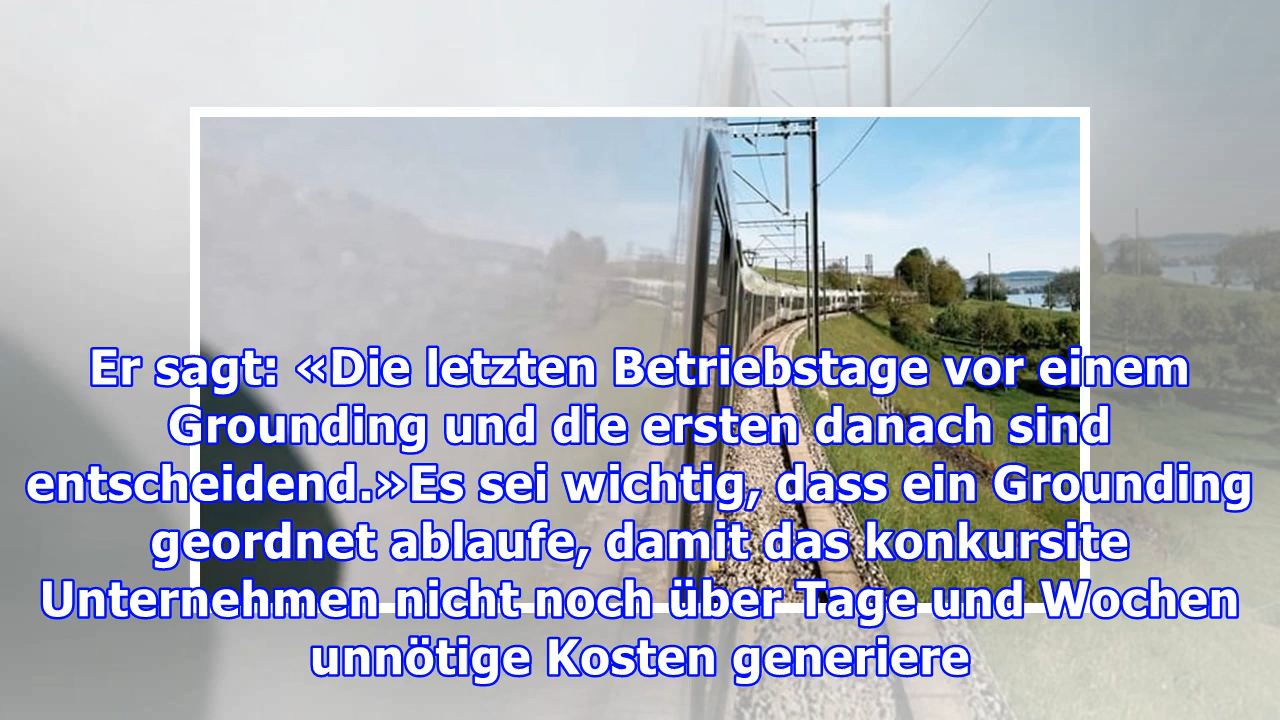 Er sagt: «Die letzten Betriebstage vor einem
Grounding und die ersten danach sind
entscheidend.»Es sei wichtig, dass ein Grounding
geordnet ablaufe, damit das konkursite
Unternehmen nicht noch über Tage und Wochen
unnötige Kosten generiere